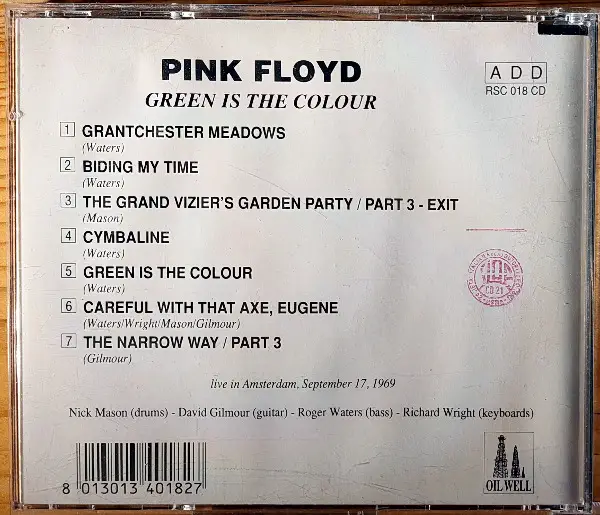 PINK FLOYD
GREEN IS THE COLOUR
A D D
RSC 018 CD
1 GRANTCHESTER MEADOWS
(Waters)
2 BIDING MY TIME
(Waters)
3 THE GRAND VIZIER'S GARDEN PARTY / PART 3 - EXIT
(Mason)
4 CYMBALINE
(Waters)
5 GREEN IS THE COLOUR
(Waters)
6 CAREFUL WITH THAT AXE, EUGENE
(Waters/Wright/Mason/Gilmour)
7 THE NARROW WAY / PART 3
(Gilmour)
live in Amsterdam, September 17, 1969
Nick Mason (drums) - David Gilmour (guitar) - Roger Waters (bass) - Richard Wright (keyboards)
8 013013 401827
OIL WELL